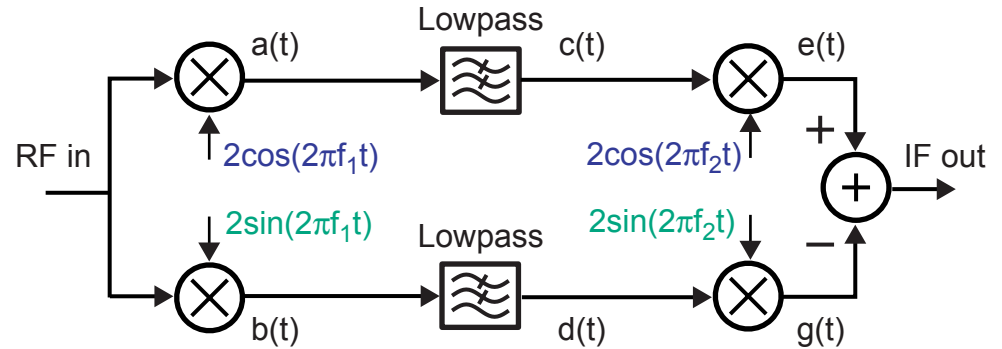 Lowpass
a(t)
c(t)
e(t)
RF in
2cos(2πf₁t)
2cos(2πf₂t)
+
IF out
+
2sin(2πf₁t)
2sin(2πf₂t)
Lowpass
−
b(t)
d(t)
g(t)